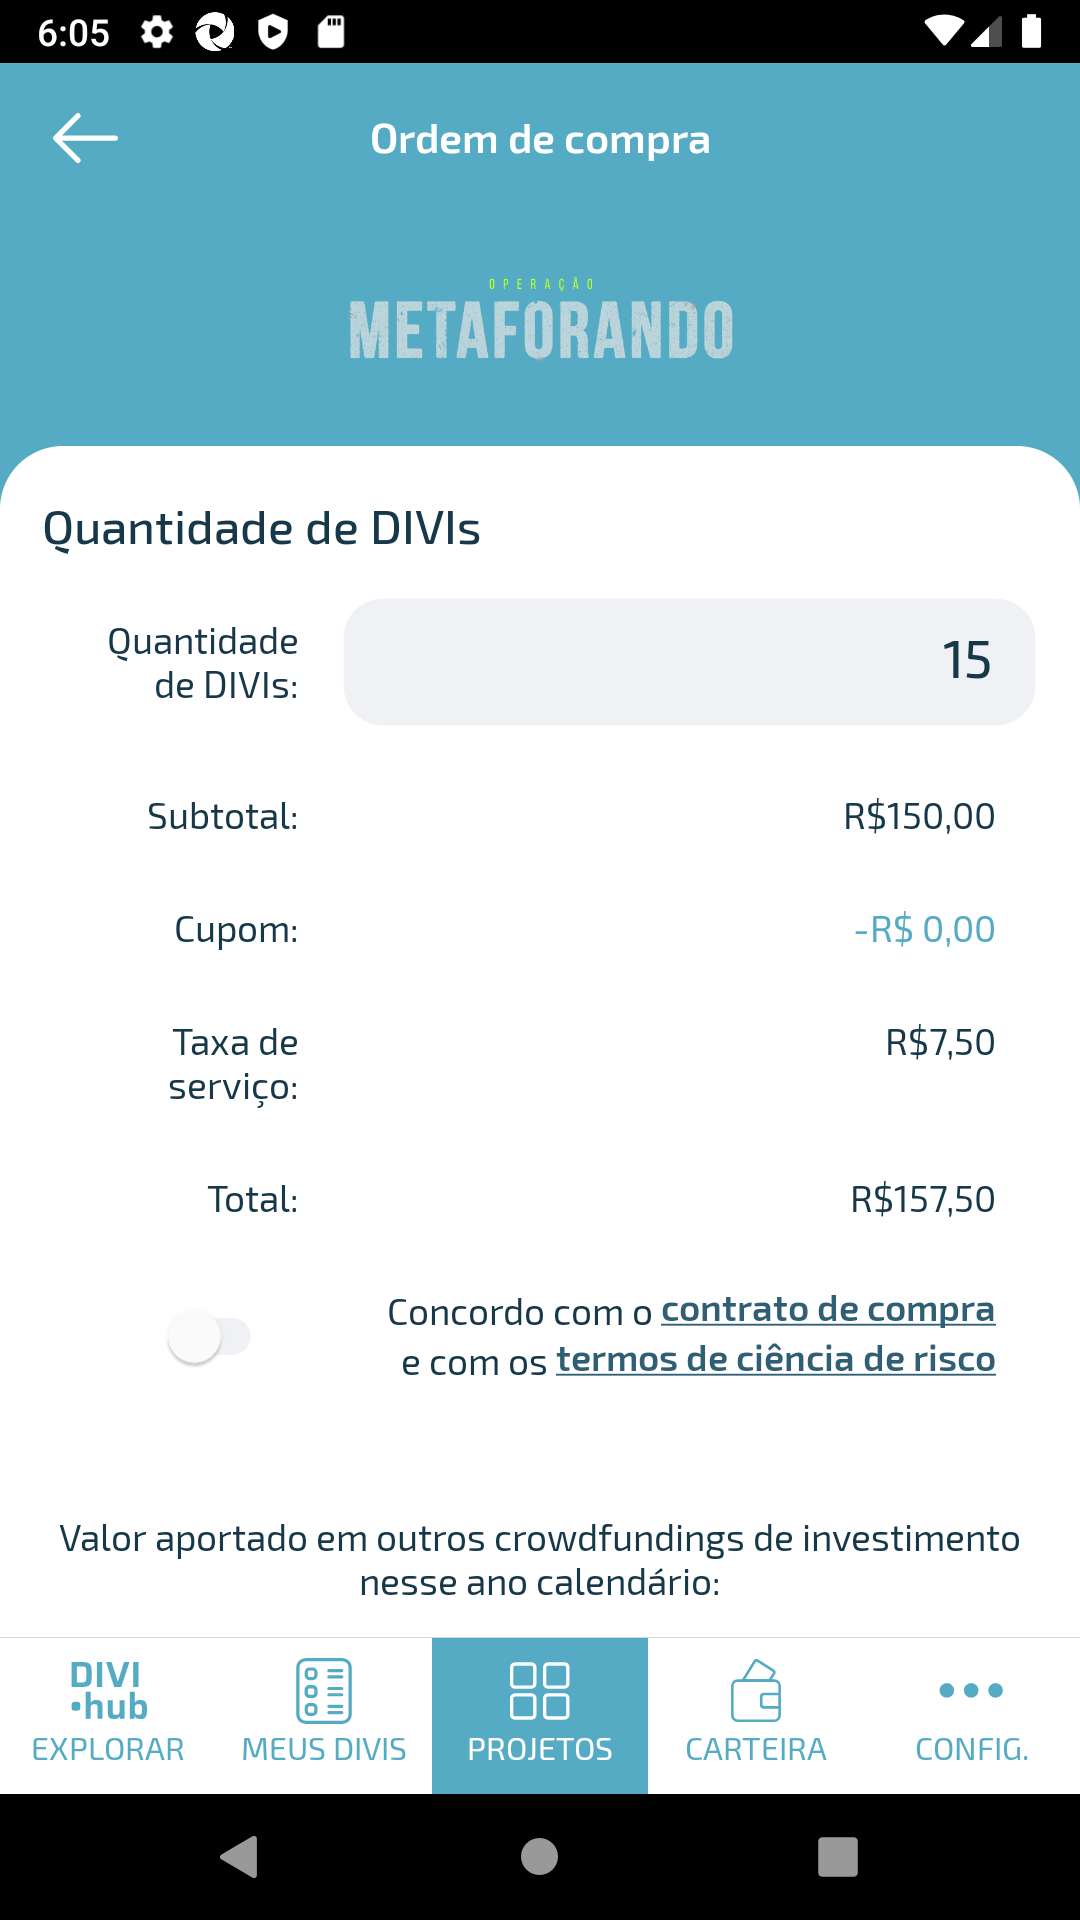 6:05
Ordem de compra
OPERAÇÃO
METAFORANDO
Quantidade de DIVIs
Quantidade
de DIVIs:
15
Subtotal:
R$150,00
Cupom:
-R$ 0,00
Taxa de
serviço:
R$7,50
Total:
R$157,50
Concordo com o contrato de compra
e com os termos de ciência de risco
Valor aportado em outros crowdfundings de investimento
nesse ano calendário:
DIVI
•hub
EXPLORAR
MEUS DIVIS
PROJETOS
CARTEIRA
CONFIG.